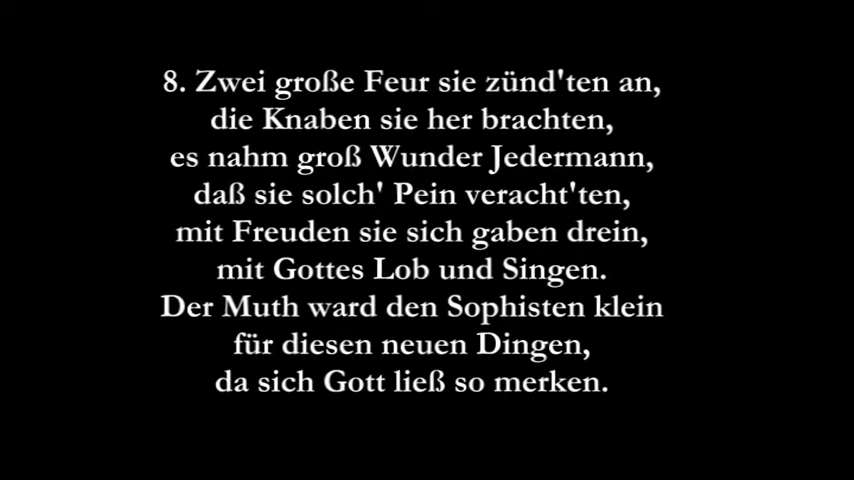 8. Zwei große Feur sie zünd'ten an,
die Knaben sie her brachten,
es nahm groß Wunder Jedermann,
daß sie solch' Pein veracht'ten,
mit Freuden sie sich gaben drein,
mit Gottes Lob und Singen.
Der Muth ward den Sophisten klein
für diesen neuen Dingen,
da sich Gott ließ so merken.